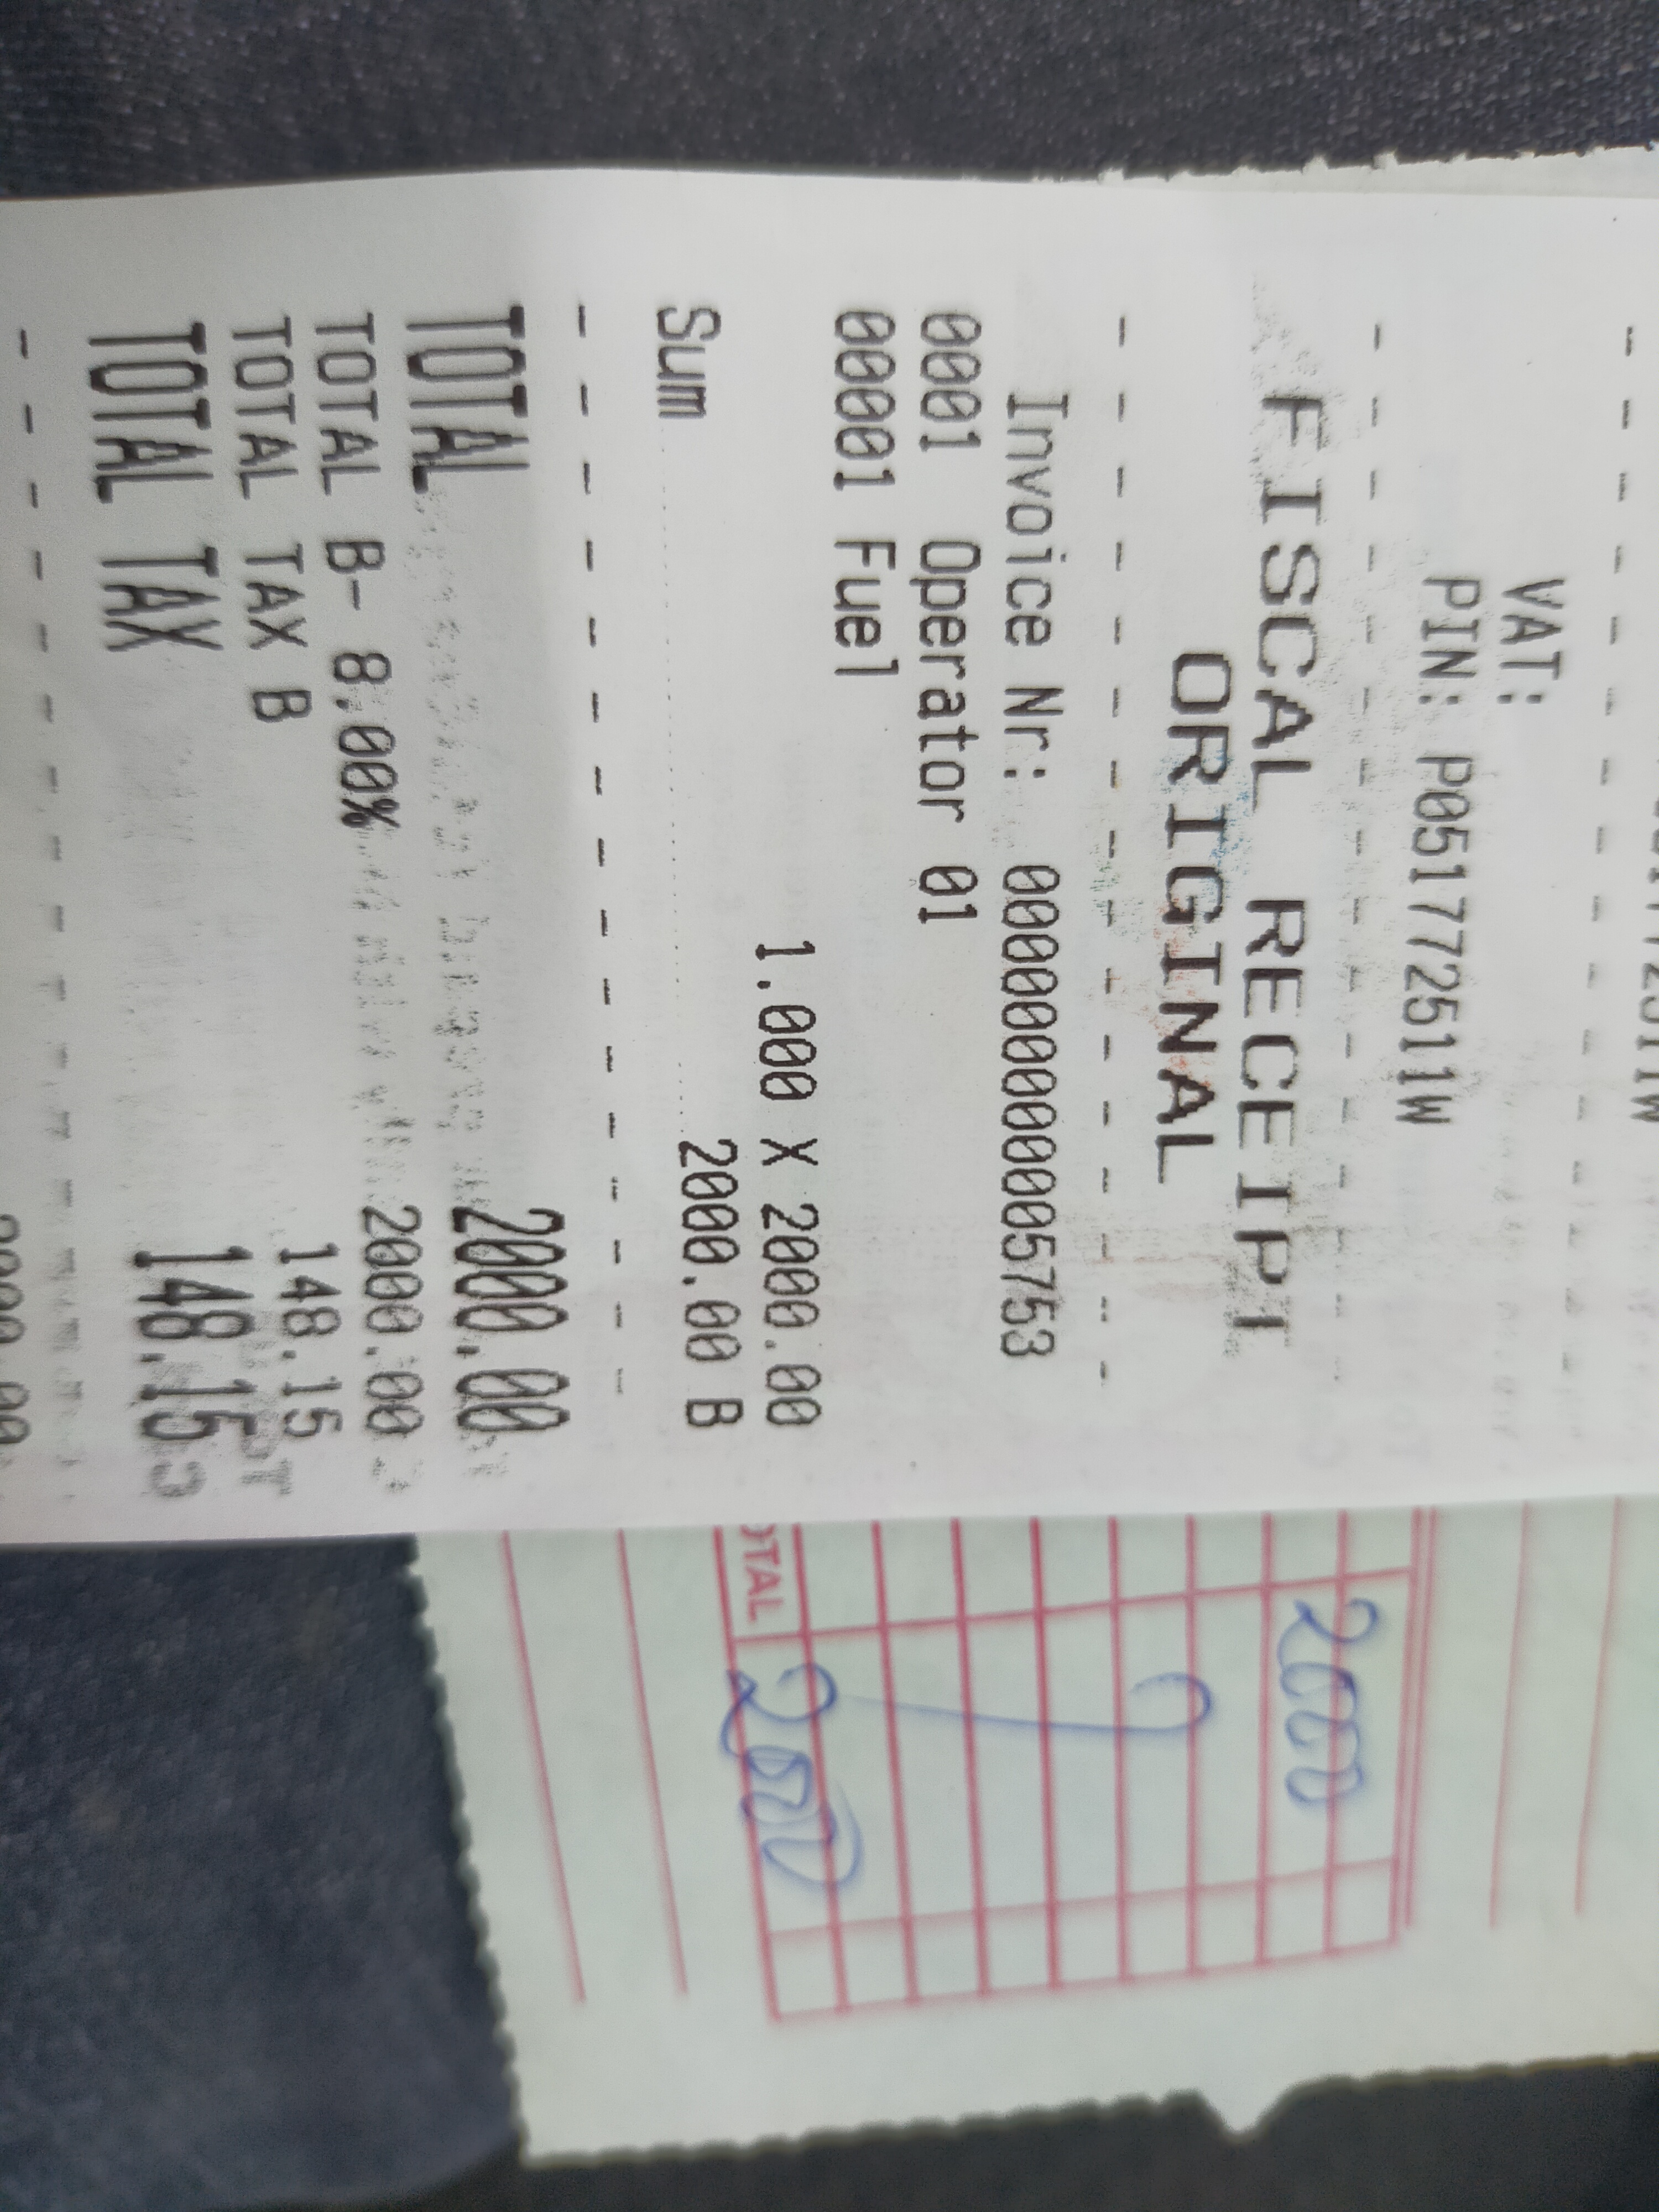 VAT:
PIN: P051772511W
FISCAL RECEIPT
ORIGINAL
Invoice Nr: 0000000000005753
0001 Operator 01
00001 Fuel
1.000 X 2000.00
Sum 2000.00 B
TOTAL 2000.00
TOTAL B- 8.00% 2000.00
TOTAL TAX B 148.15
TOTAL TAX 148.15
2000
OTAL 2000